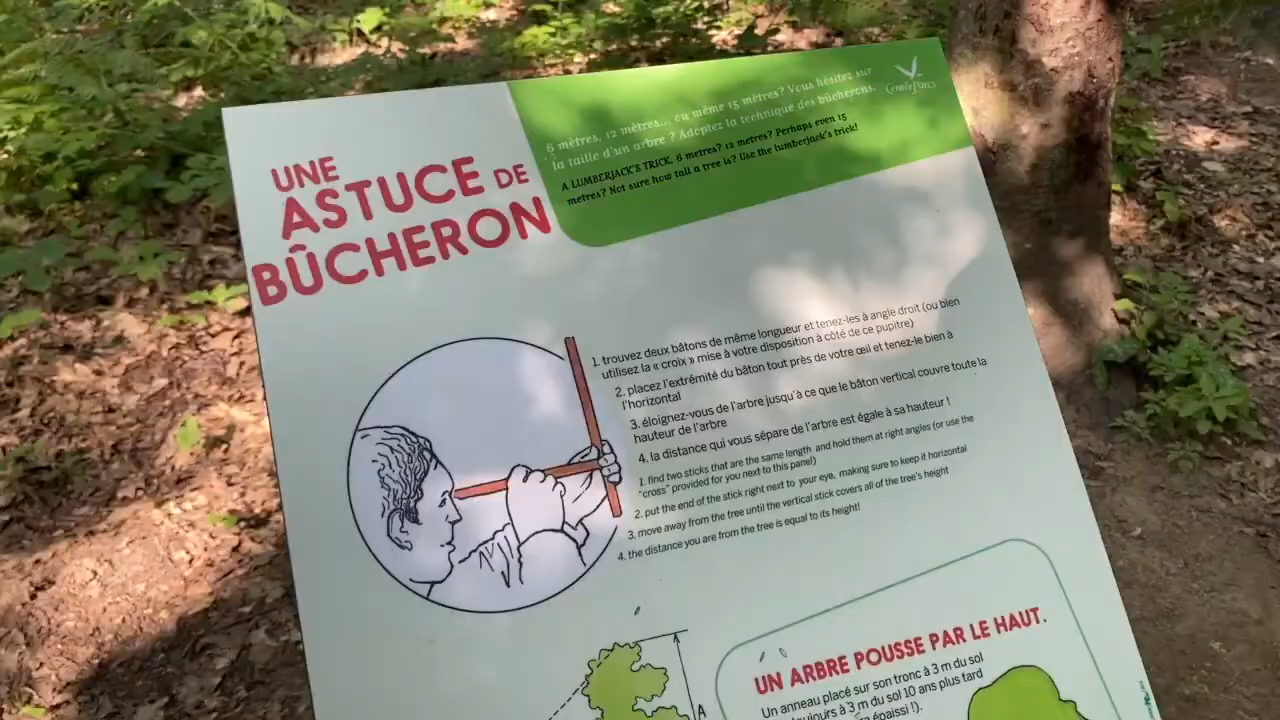 UNE
ASTUCE DE
BÛCHERON
6 mètres, 12 mètres... ou même 15 mètres? Vous hésitez sur
la taille d'un arbre ? Adoptez la technique des bûcherons.
A LUMBERJACK'S TRICK. 6 metres? 12 metres? Perhaps even 15
metres? Not sure how tall a tree is? Use the lumberjack's trick!
Center Parcs
1. trouvez deux bâtons de même longueur et tenez-les à angle droit (ou bien
utilisez la « croix » mise à votre disposition à côté de ce pupitre)
2. placez l'extrémité du bâton tout près de votre œil et tenez-le bien à
l'horizontal
3. éloignez-vous de l'arbre jusqu'à ce que le bâton vertical couvre toute la
hauteur de l'arbre
4. la distance qui vous sépare de l'arbre est égale à sa hauteur !
1. find two sticks that are the same length and hold them at right angles (or use the
"cross" provided for you next to this panel)
2. put the end of the stick right next to your eye, making sure to keep it horizontal
3. move away from the tree until the vertical stick covers all of the tree's height
4. the distance you are from the tree is equal to its height!
A
UN ARBRE POUSSE PAR LE HAUT.
Un anneau placé sur son tronc à 3 m du sol
à 3 m du sol 10 ans plus tard
épaissi !).